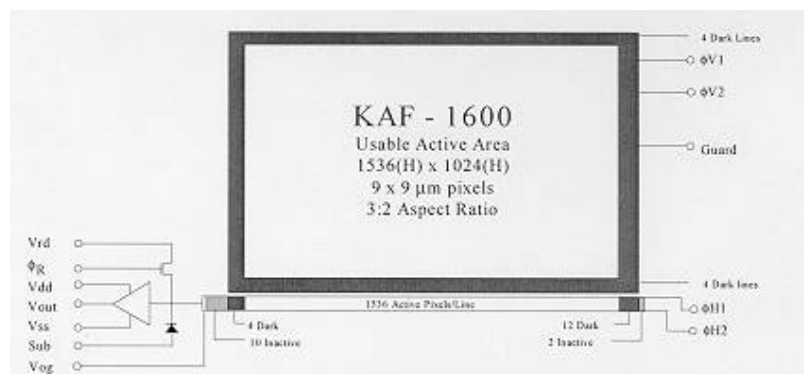 4 Dark Lines
ϕV1
ϕV2
KAF - 1600
Usable Active Area
1536(H) x 1024(H)
9 x 9 μm pixels
3:2 Aspect Ratio
Guard
Vrd
ϕR
Vdd
Vout
Vss
Sub
Vog
4 Dark lines
1536 Active Pixels/Line
ϕH1
4 Dark
12 Dark
ϕH2
10 Inactive
2 Inactive